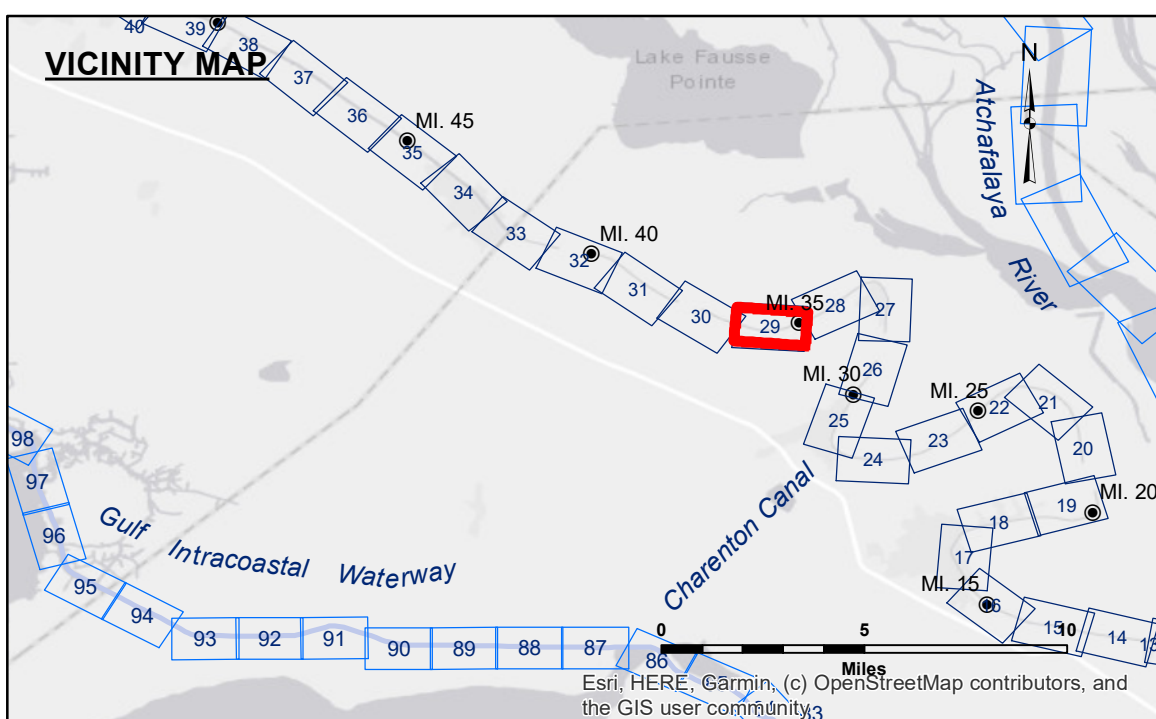 VICINITY MAP
40
39
38
37
36
MI. 45
35
34
33
MI. 40
32
31
30
MI. 35
29
28
27
26
MI. 30
25
24
23
MI. 25
22
21
20
MI. 20
19
18
17
MI. 15
16
15
14
13
Lake Fausse
Pointe
N
Atchafalaya
River
Charenton Canal
Gulf Intracoastal Waterway
98
97
96
95
94
93
92
91
90
89
88
87
86
83
0 5 10
Miles
Esri, HERE, Garmin, (c) OpenStreetMap contributors, and
the GIS user community